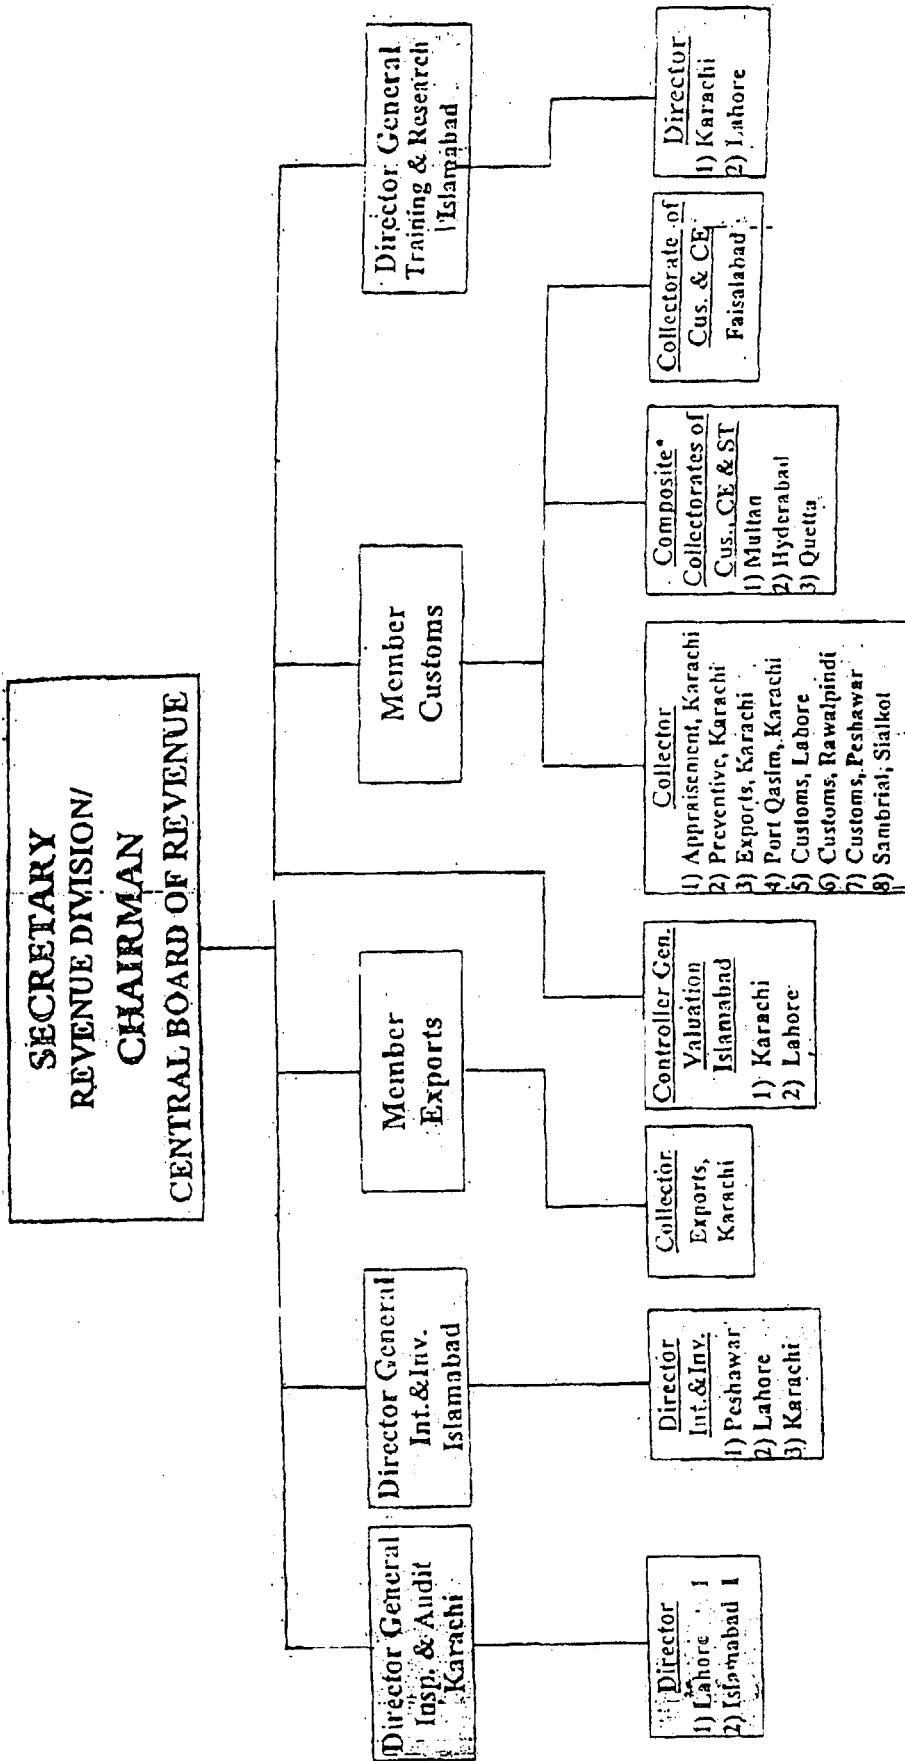 SECRETARY
REVENUE DIVISION/
CHAIRMAN
CENTRAL BOARD OF REVENUE
Director General
Insp. & Audit
Karachi
Director General
Int.&Inv.
Islamabad
Member
Exports
Member
Customs
Director General
Training & Research
Islamabad
Director
1) Lahore 1
2) Islamabad 1
Director
Int.&Inv.
1) Peshawar
2) Lahore
3) Karachi
Collector
Exports,
Karachi
Controller Gen.
Valuation
Islamabad
1) Karachi
2) Lahore
Collector
1) Appraisement, Karachi
2) Preventive, Karachi
3) Exports, Karachi
4) Port Qasim, Karachi
5) Customs, Lahore
6) Customs, Rawalpindi
7) Customs, Peshawar
8) Sambrial, Sialkot
Composite*
Collectorates of
Cus., CE & ST
1) Multan
2) Hyderabad
3) Quetta
Collectorate of
Cus. & CE
Faisalabad
Director
1) Karachi
2) Lahore